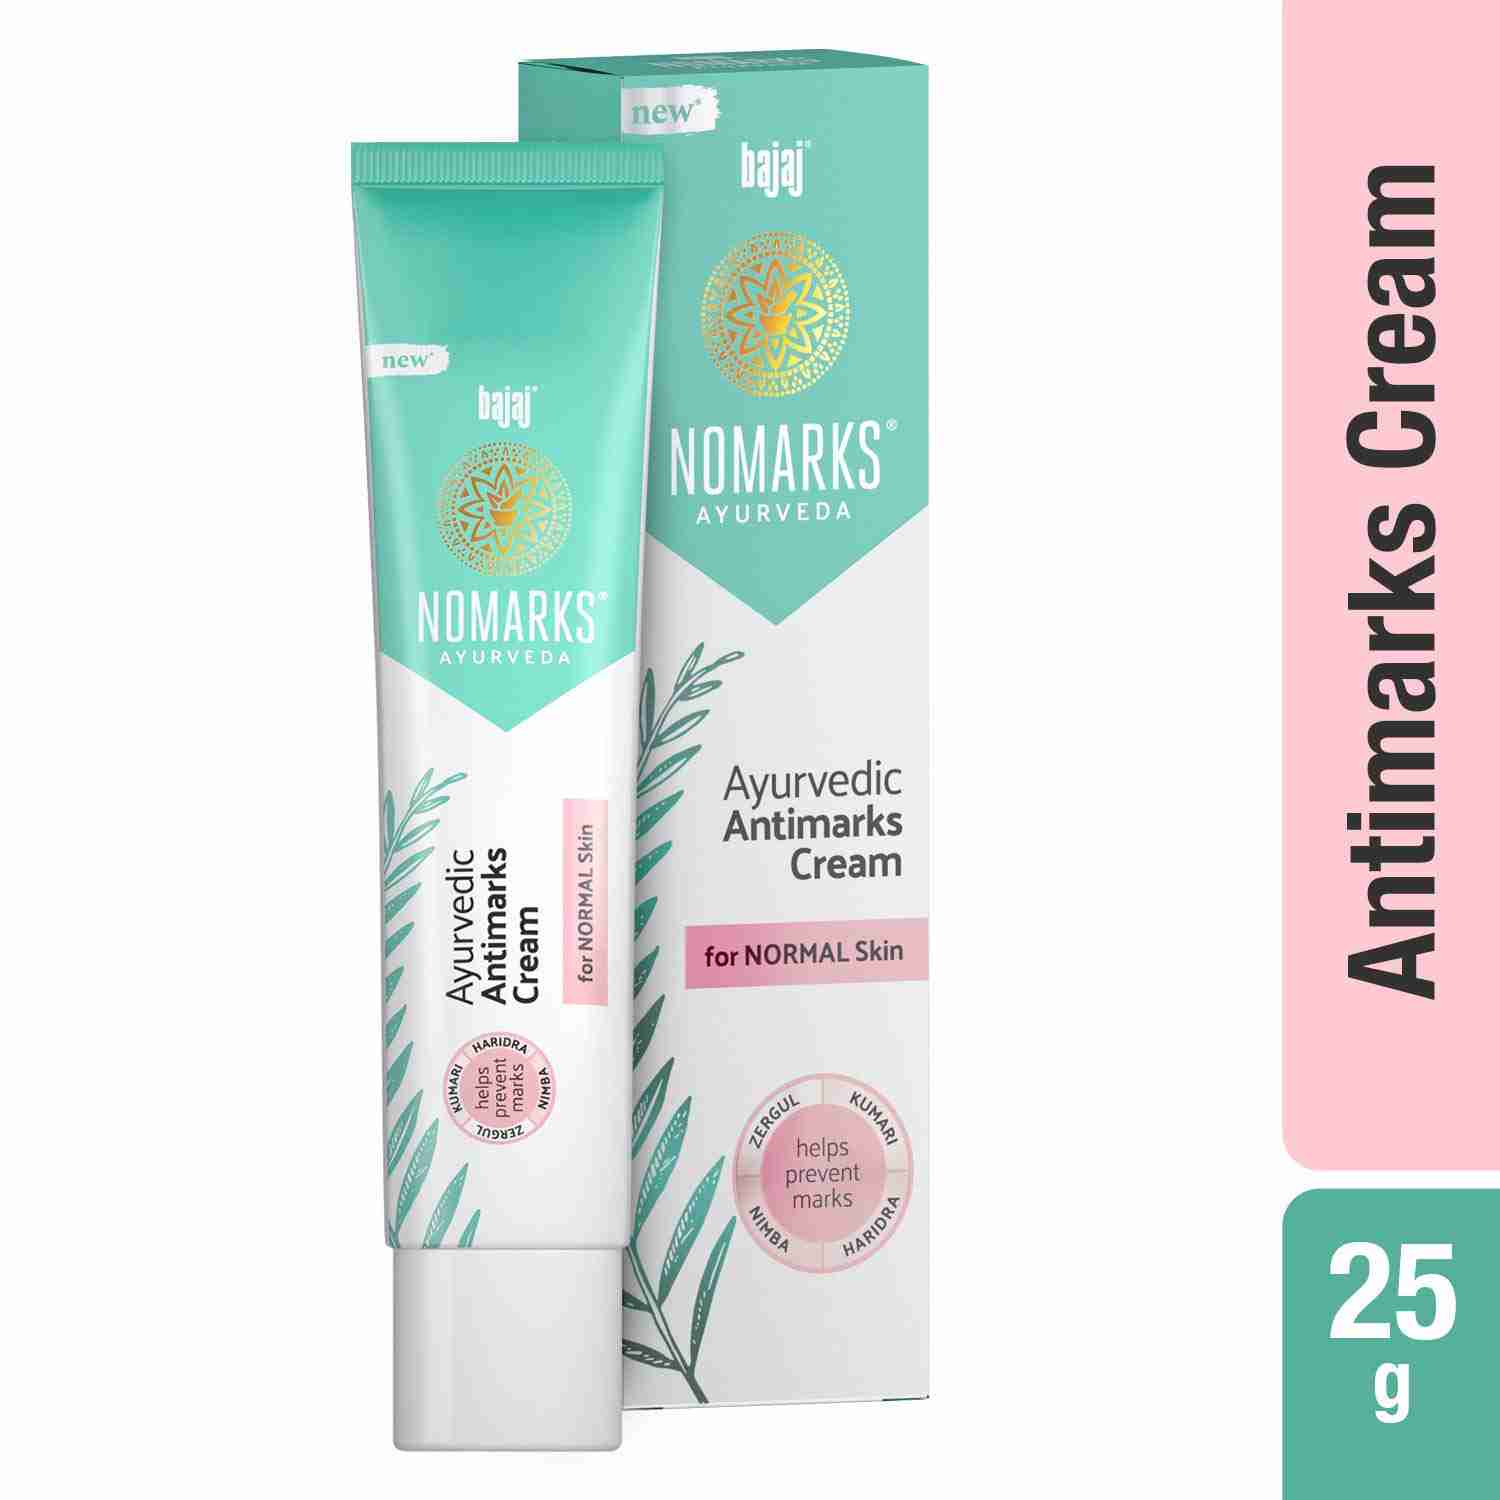 new*
bajaj
NOMARKS®
AYURVEDA
Ayurvedic
Antimarks
Cream
for NORMAL Skin
ZERGUL
KUMARI
HARIDRA
NIMBA
helps
prevent
marks
new*
bajaj
NOMARKS®
AYURVEDA
Ayurvedic
Antimarks
Cream
for NORMAL Skin
KUMARI
HARIDRA
NIMBA
ZERGUL
helps
prevent
marks
Antimarks Cream
25
g